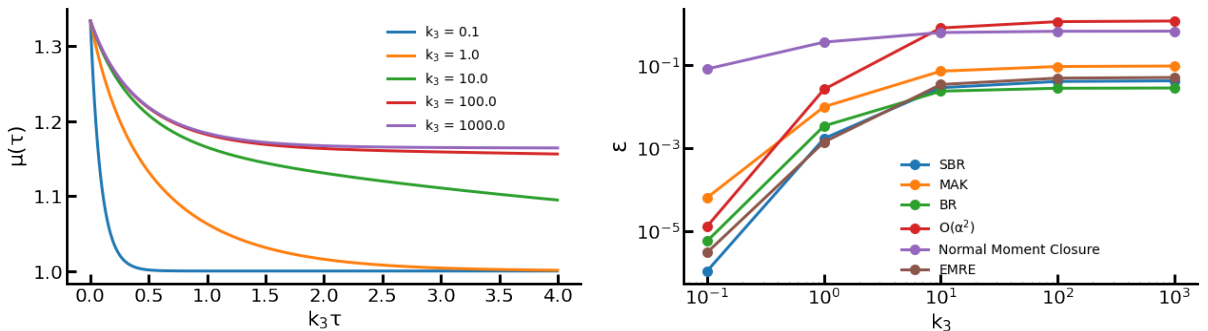 μ(τ)
1.3
1.2
1.1
1.0
k₃ = 0.1
k₃ = 1.0
k₃ = 10.0
k₃ = 100.0
k₃ = 1000.0
0.0 0.5 1.0 1.5 2.0 2.5 3.0 3.5 4.0
k₃τ
ε
10⁻¹
10⁻³
10⁻⁵
SBR
MAK
BR
O(α²)
Normal Moment Closure
EMRE
10⁻¹ 10⁰ 10¹ 10² 10³
k₃